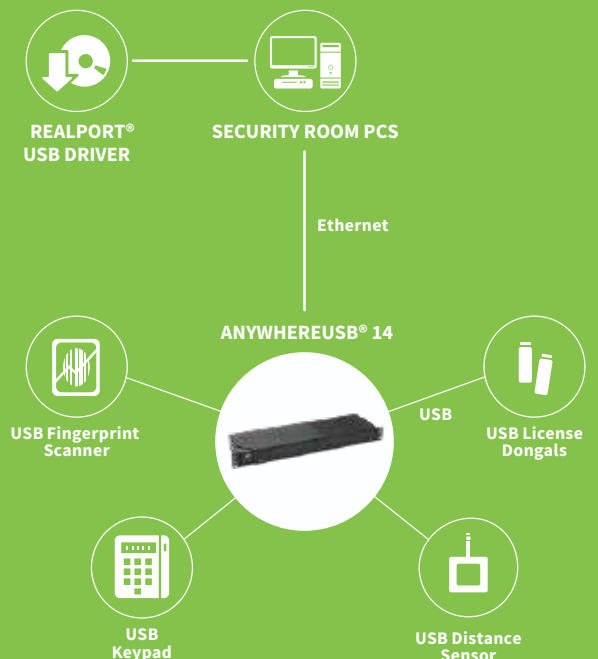 REALPORT®
USB DRIVER
SECURITY ROOM PCS
Ethernet
ANYWHEREUSB® 14
USB Fingerprint
Scanner
USB
USB License
Dongals
USB
Keypad
USB Distance
Sensor